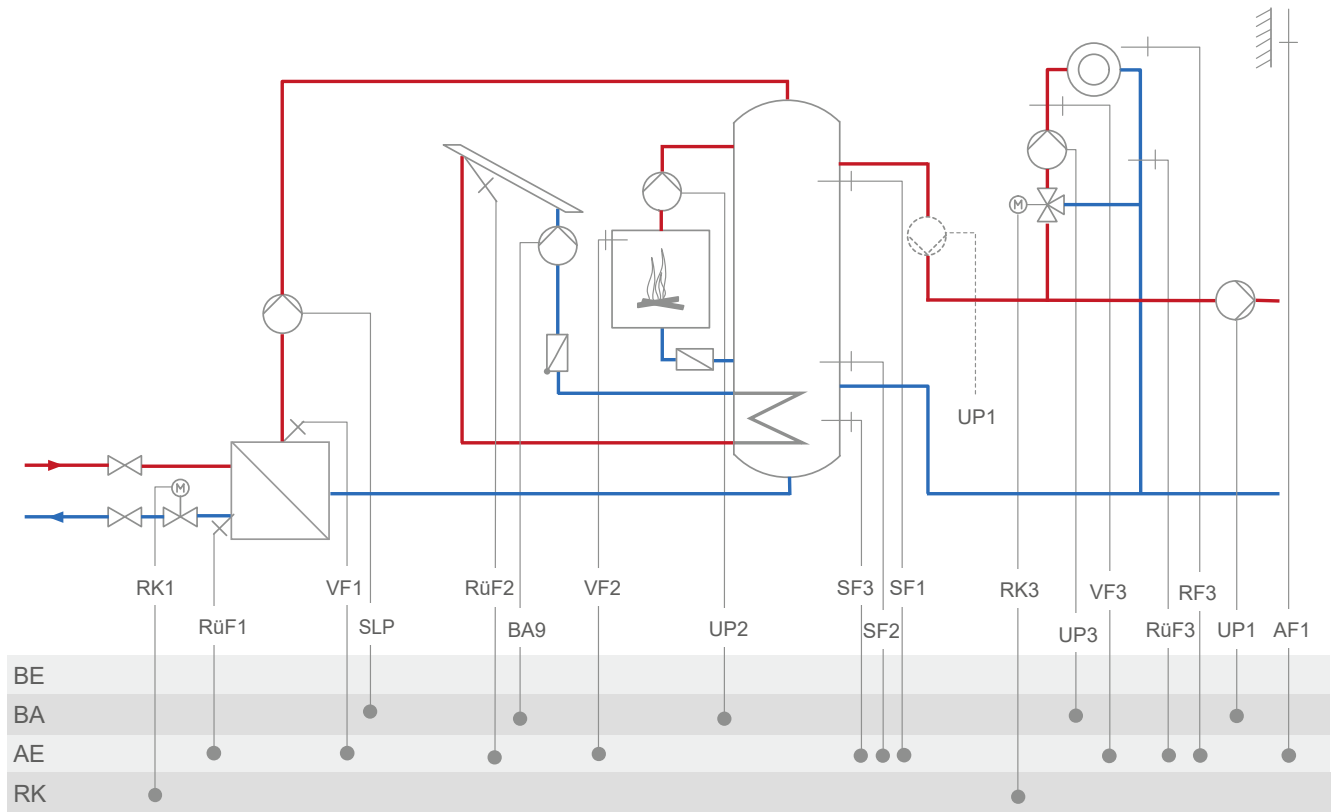 M
UP1
M
RK1
VF1
RüF2
VF2
SF3
SF1
RK3
VF3
RF3
RüF1
SLP
BA9
UP2
SF2
UP3
RüF3
UP1
AF1
BE
BA
AE
RK